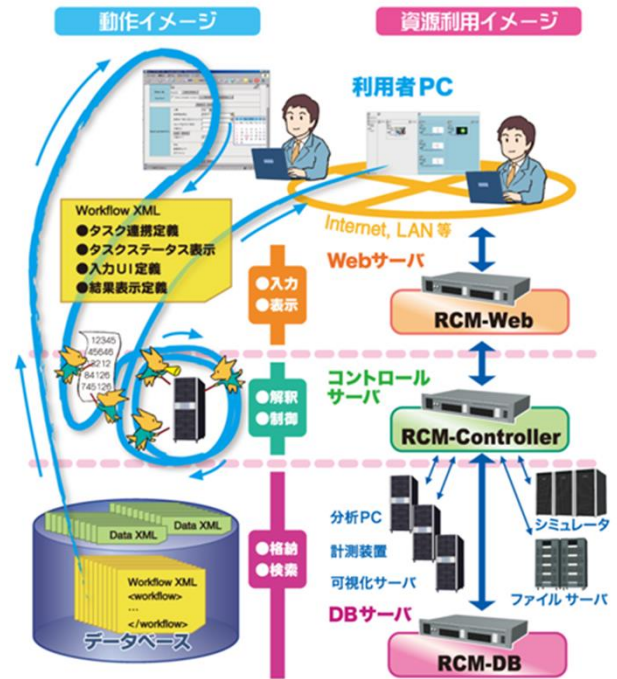 動作イメージ
資源利用イメージ
利用者PC
Workflow XML
●タスク連携定義
●タスクステータス表示
●入力UI定義
●結果表示定義
Internet, LAN 等
Webサーバ
●入力
●表示
RCM-Web
12345
45646
3212
84126
745126
●解釈
●制御
コントロール
サーバ
RCM-Controller
Data XML
Data XML
Workflow XML
<workflow>
...
</workflow>
データベース
●格納
●検索
分析PC
計測装置
可視化サーバ
シミュレータ
ファイル サーバ
DBサーバ
RCM-DB